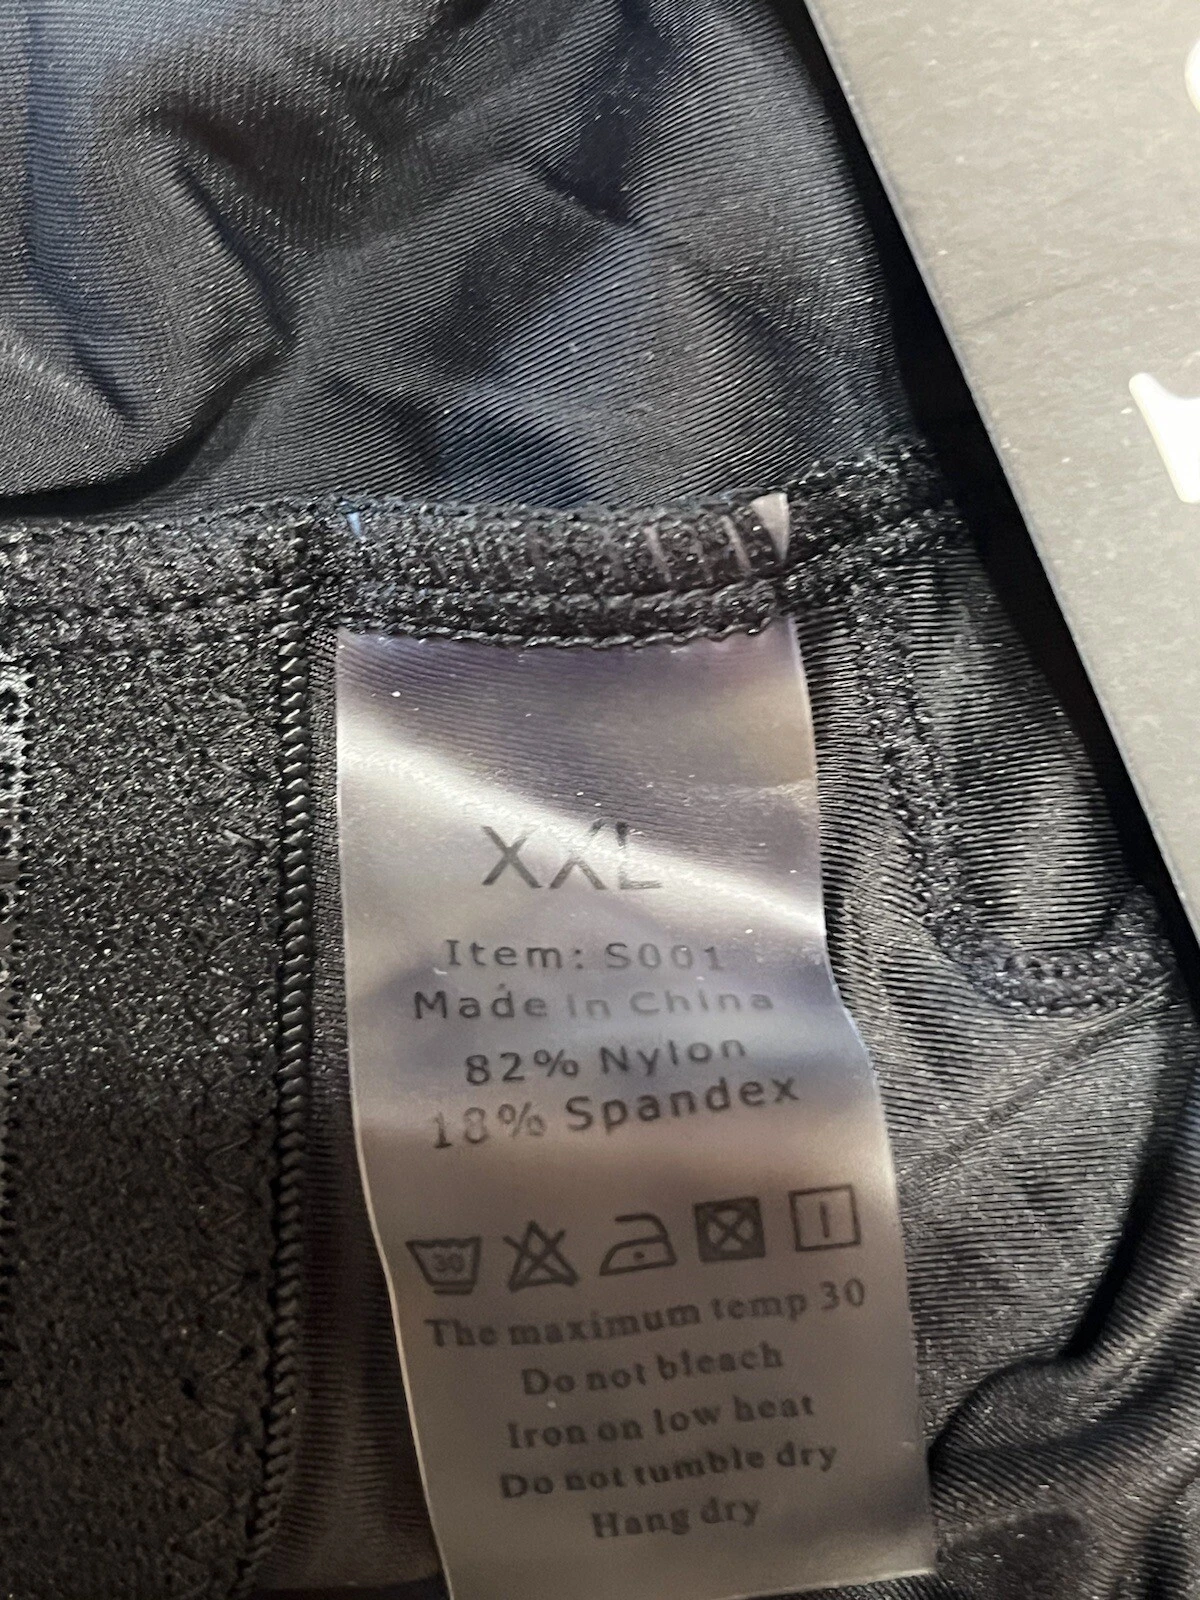 XXL
Item: S001
Made in China
82% Nylon
18% Spandex
30
The maximum temp 30
Do not bleach
Iron on low heat
Do not tumble dry
Hang dry